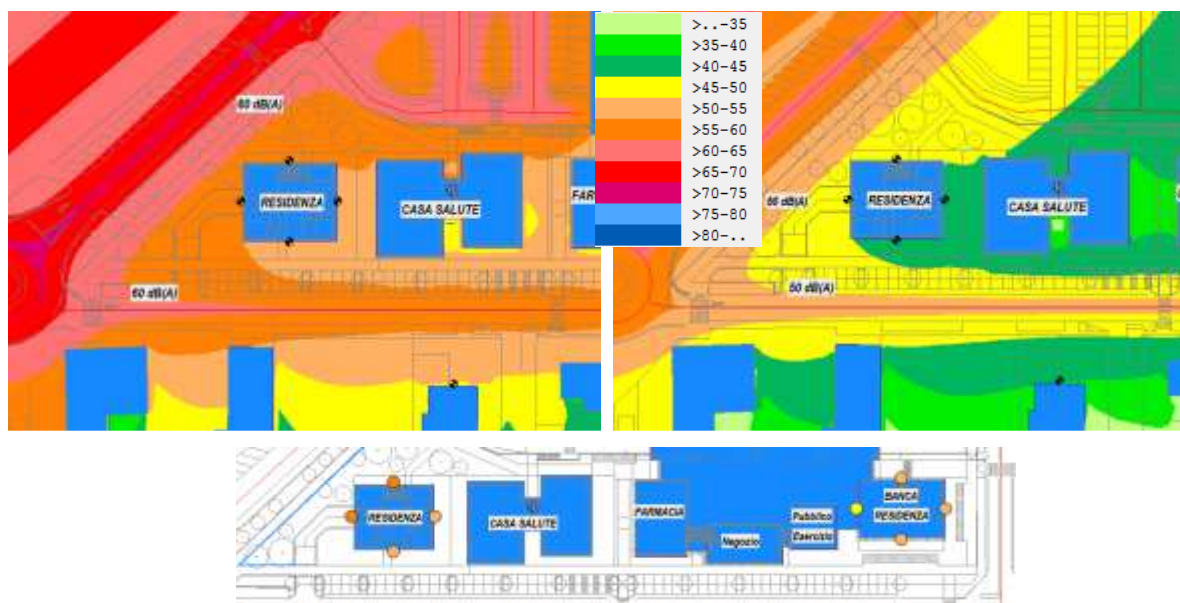 60 dB(A)
RESIDENZA
CASA SALUTE
FAR
60 dB(A)
>..-35
>35-40
>40-45
>45-50
>50-55
>55-60
>60-65
>65-70
>70-75
>75-80
>80-..
RESIDENZA
CASA SALUTE
dB(A)
50 dB(A)
RESIDENZA
CASA SALUTE
FARMACIA
Negozio
Pubblico
Esercizio
BANCA
RESIDENZA